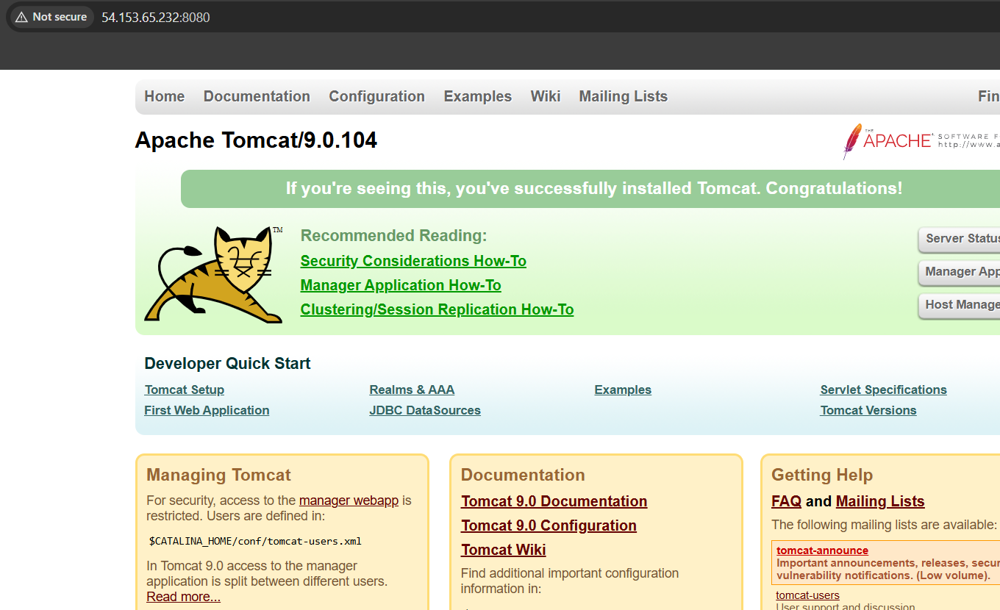 Not secure 54.153.65.232:8080
Home Documentation Configuration Examples Wiki Mailing Lists Fin
Apache Tomcat/9.0.104
THE
APACHE SOFTWARE F
http://www.a
If you're seeing this, you've successfully installed Tomcat. Congratulations!
TM
Recommended Reading:
Security Considerations How-To
Manager Application How-To
Clustering/Session Replication How-To
Server Status
Manager App
Host Manage
Developer Quick Start
Tomcat Setup
First Web Application
Realms & AAA
JDBC DataSources
Examples
Servlet Specifications
Tomcat Versions
Managing Tomcat
For security, access to the manager webapp is
restricted. Users are defined in:
$CATALINA_HOME/conf/tomcat-users.xml
In Tomcat 9.0 access to the manager
application is split between different users.
Read more...
Documentation
Tomcat 9.0 Documentation
Tomcat 9.0 Configuration
Tomcat Wiki
Find additional important configuration
information in:
Getting Help
FAQ and Mailing Lists
The following mailing lists are available:
tomcat-announce
Important announcements, releases, secur
vulnerability notifications. (Low volume).
tomcat-users
User support and discussion